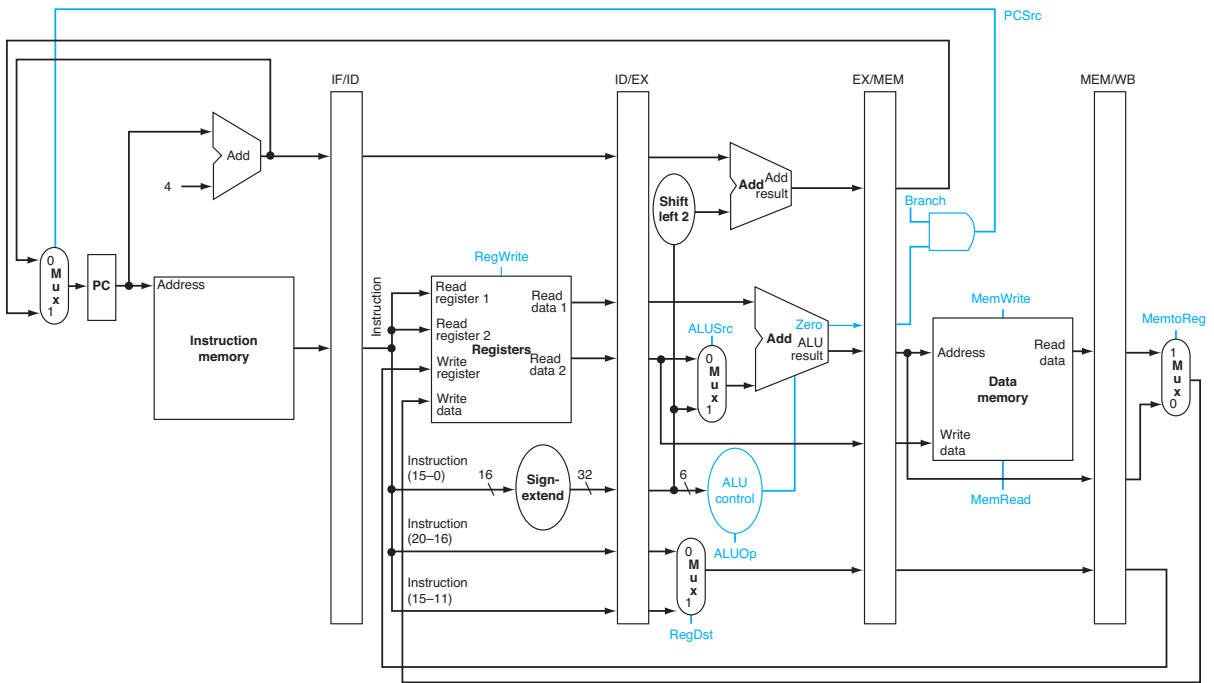 PCSrc
IF/ID
ID/EX
EX/MEM
MEM/WB
Add
4
Shift
left 2
Add
Add
result
Branch
0
M
u
x
1
PC
Address
Instruction
memory
Instruction
RegWrite
Read
register 1
Read
register 2
Write
register
Write
data
Registers
Read
data 1
Read
data 2
ALUSrc
0
M
u
x
1
Zero
Add
ALU
result
MemWrite
Address
Read
data
Data
memory
Write
data
MemRead
MemtoReg
1
M
u
x
0
Instruction
(15–0)
16
Sign-
extend
32
6
ALU
control
ALUOp
Instruction
(20–16)
Instruction
(15–11)
0
M
u
x
1
RegDst